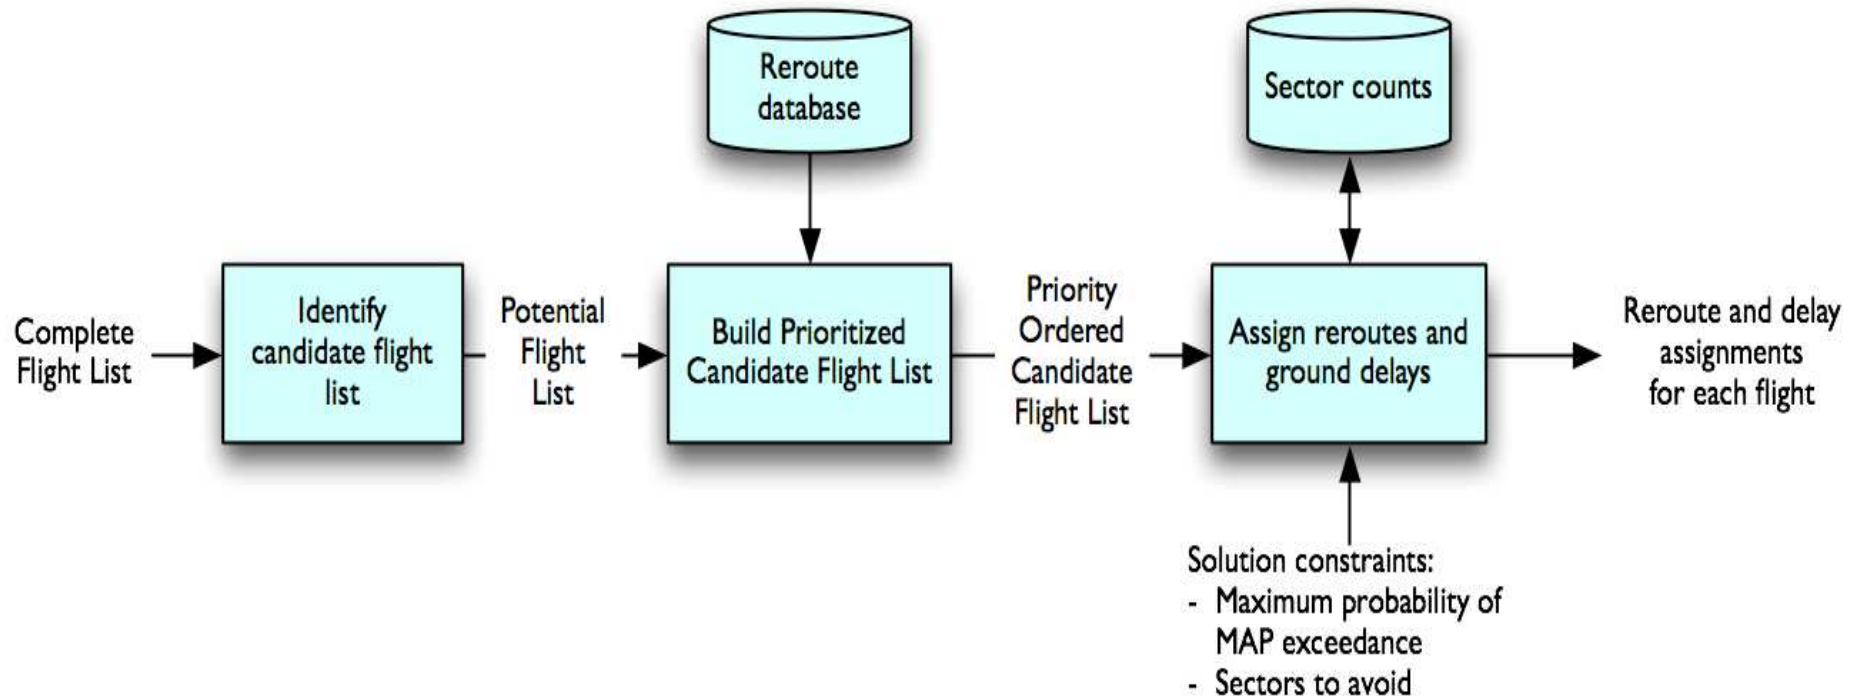 Reroute
database
Sector counts
Complete
Flight List
Identify
candidate flight
list
Potential
Flight
List
Build Prioritized
Candidate Flight List
Priority
Ordered
Candidate
Flight List
Assign reroutes and
ground delays
Reroute and delay
assignments
for each flight
Solution constraints:
- Maximum probability of
MAP exceedance
- Sectors to avoid